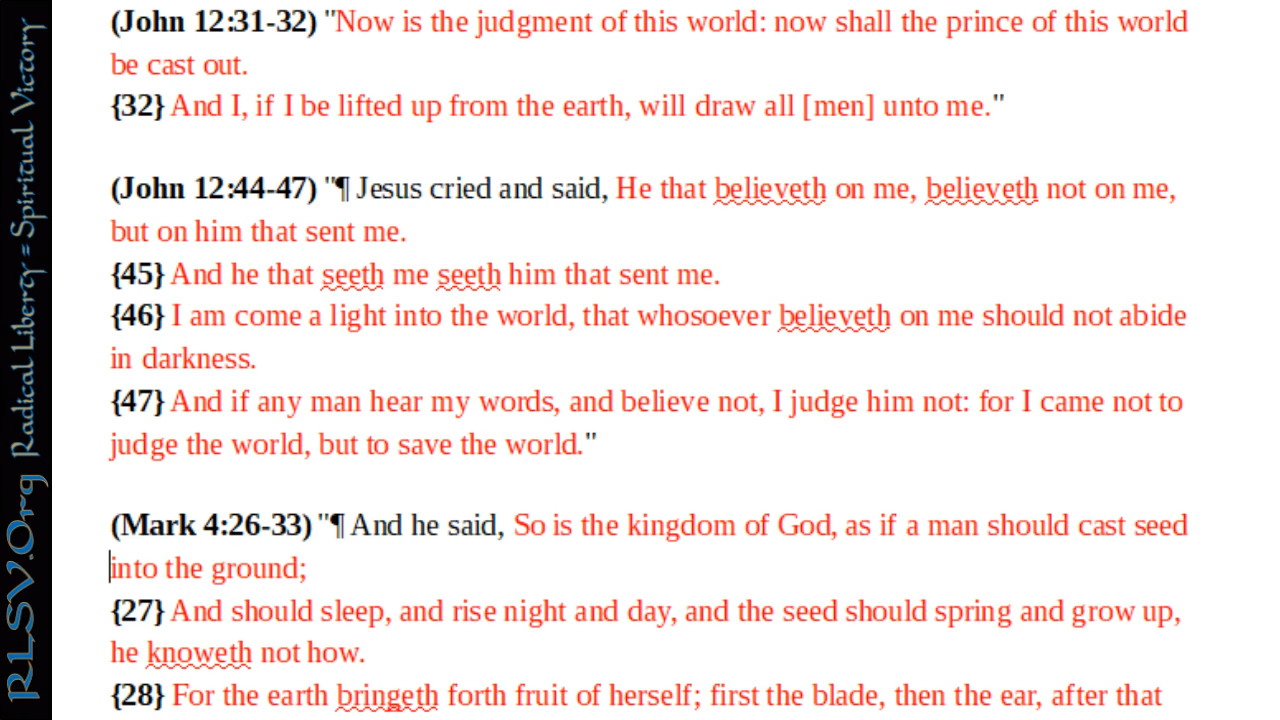 RLSV.Org Radical Liberty = Spiritual Victory
(John 12:31-32) "Now is the judgment of this world: now shall the prince of this world
be cast out.
{32} And I, if I be lifted up from the earth, will draw all [men] unto me."
(John 12:44-47) "¶ Jesus cried and said, He that believeth on me, believeth not on me,
but on him that sent me.
{45} And he that seeth me seeth him that sent me.
{46} I am come a light into the world, that whosoever believeth on me should not abide
in darkness.
{47} And if any man hear my words, and believe not, I judge him not: for I came not to
judge the world, but to save the world."
(Mark 4:26-33) "¶ And he said, So is the kingdom of God, as if a man should cast seed
into the ground;
{27} And should sleep, and rise night and day, and the seed should spring and grow up,
he knoweth not how.
{28} For the earth bringeth forth fruit of herself; first the blade, then the ear, after that